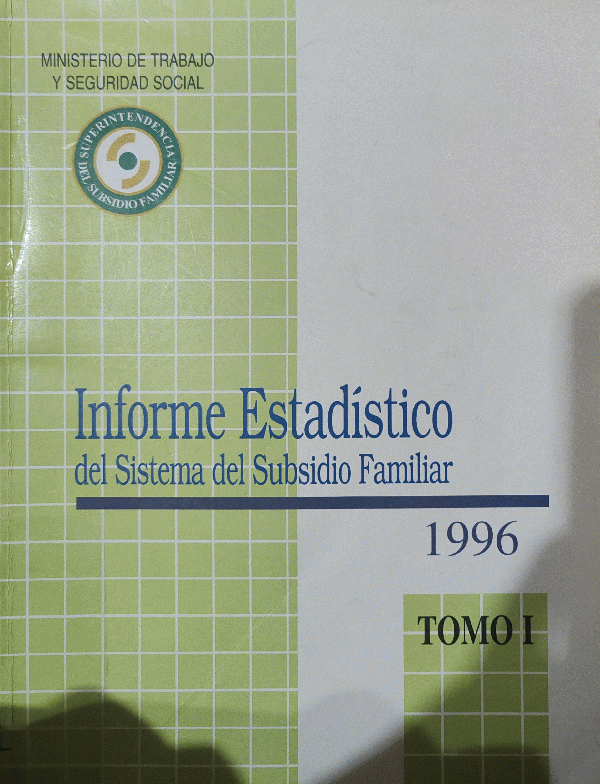 MINISTERIO DE TRABAJO
Y SEGURIDAD SOCIAL
SUPERINTENDENCIA
DEL SUBSIDIO FAMILIAR
Informe Estadístico
del Sistema del Subsidio Familiar
1996
TOMO I